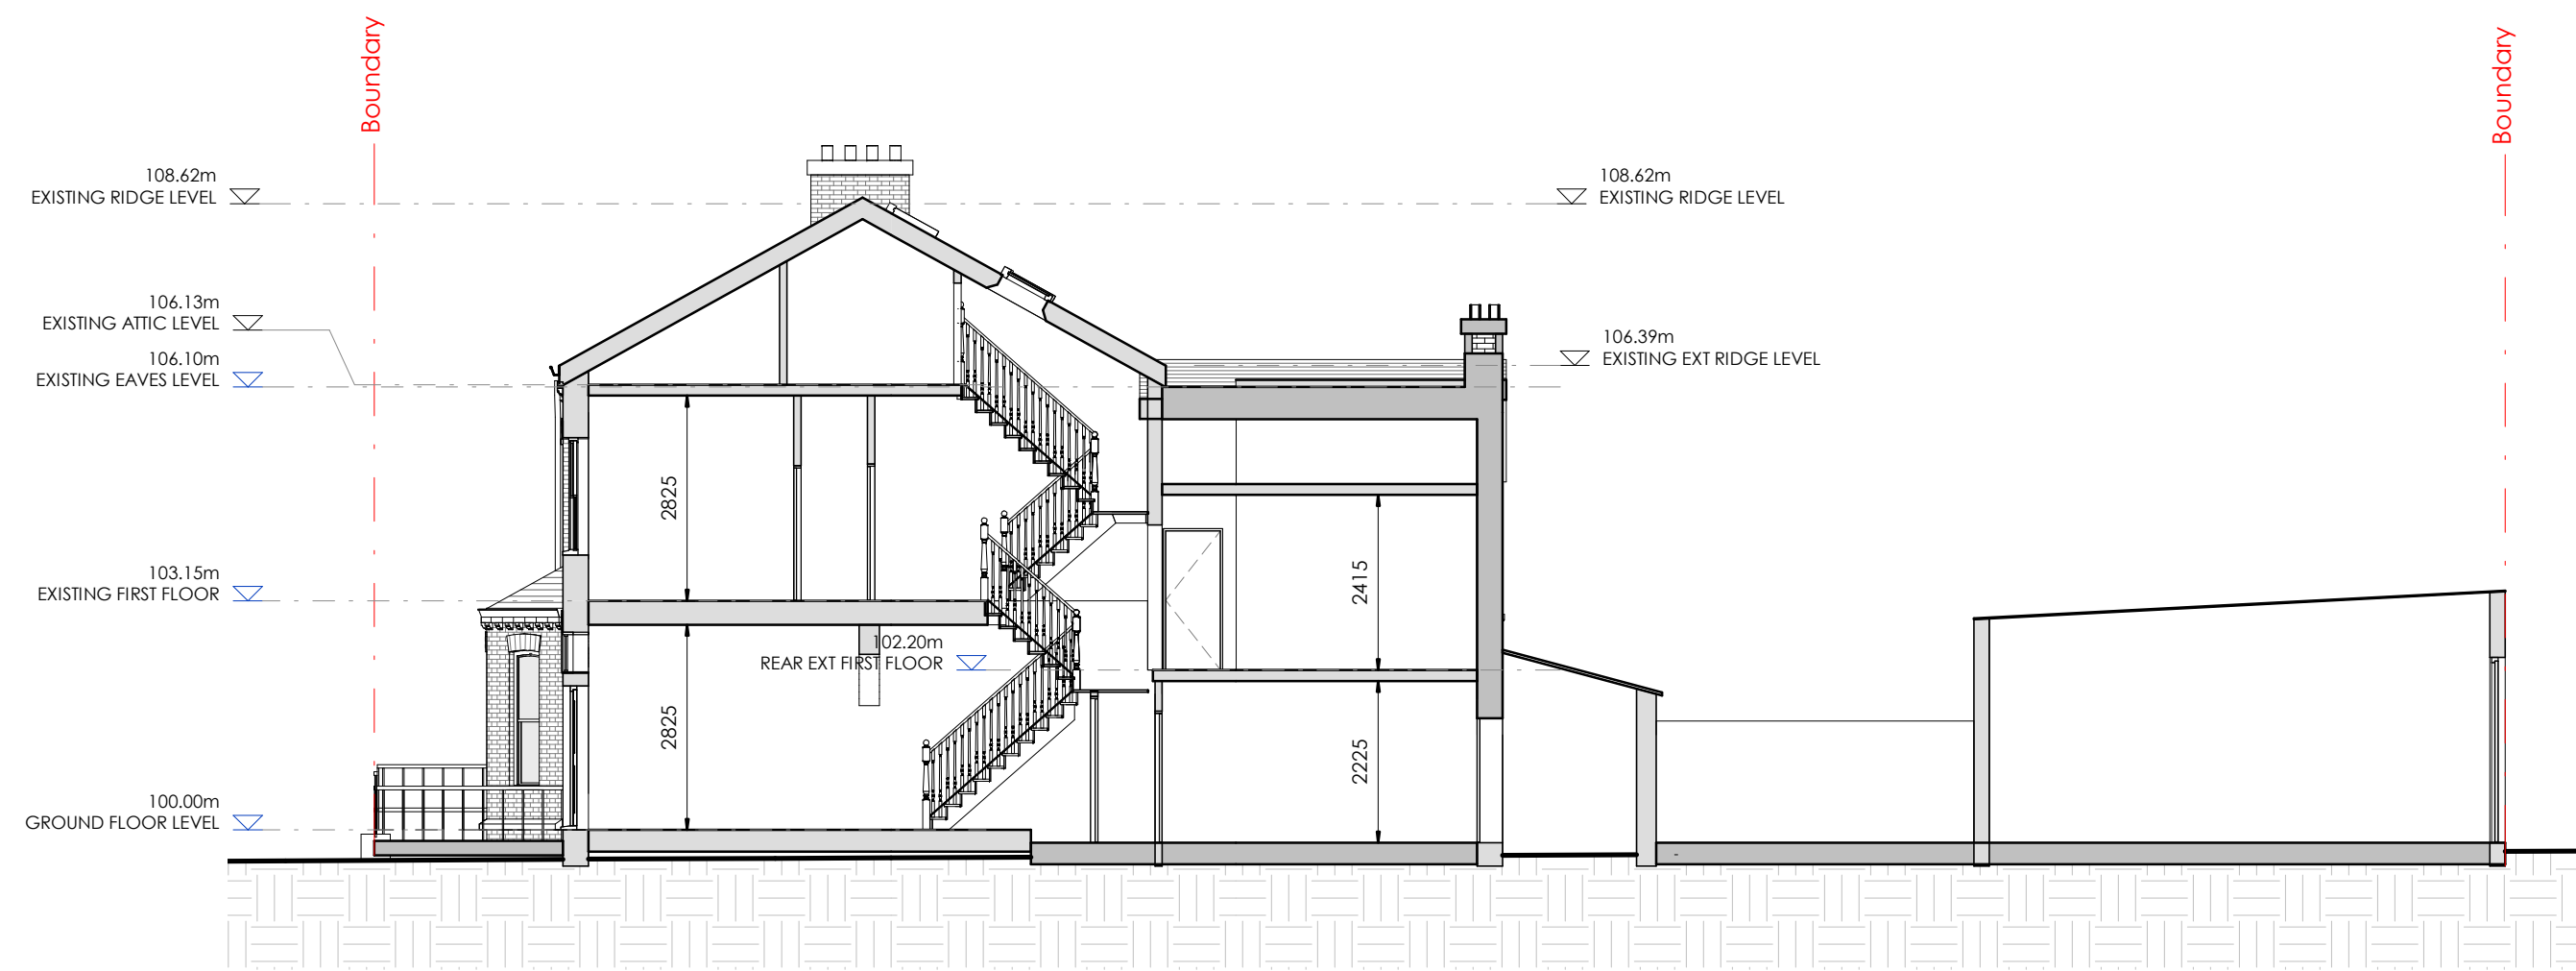 Boundary
Boundary
108.62m
EXISTING RIDGE LEVEL
108.62m
EXISTING RIDGE LEVEL
106.13m
EXISTING ATTIC LEVEL
106.39m
EXISTING EXT RIDGE LEVEL
106.10m
EXISTING EAVES LEVEL
2825
2415
103.15m
EXISTING FIRST FLOOR
102.20m
REAR EXT FIRST FLOOR
2825
2225
100.00m
GROUND FLOOR LEVEL